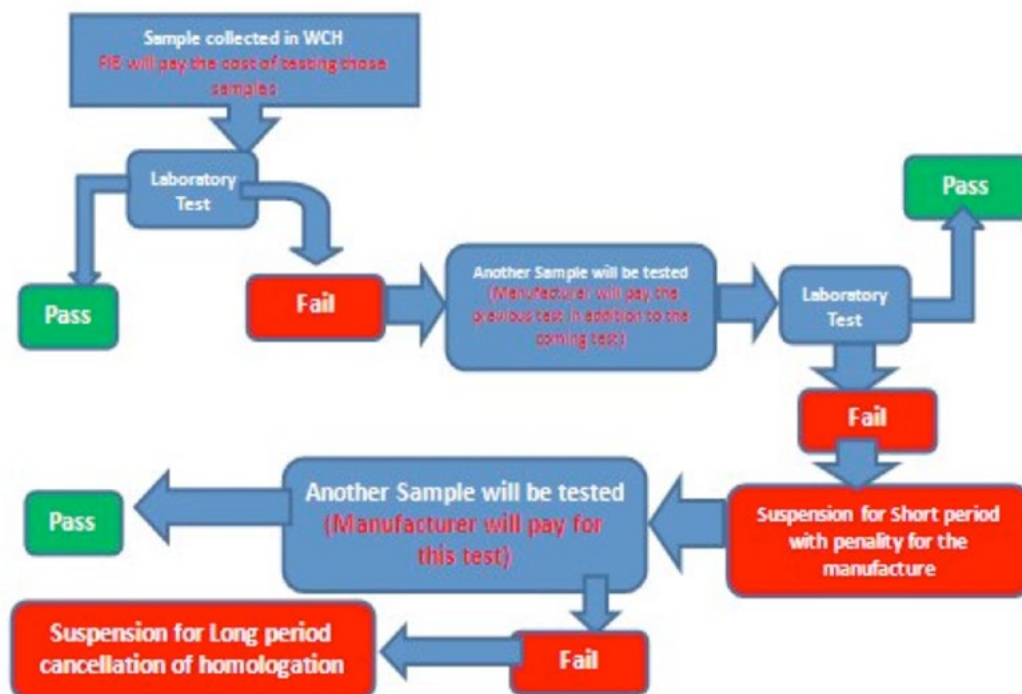 Sample collected in WCH
FIE will pay the cost of testing those
samples
Laboratory
Test
Pass
Pass
Fail
Another Sample will be tested
(Manufacturer will pay the
previous test in addition to the
coming test)
Laboratory
Test
Fail
Pass
Another Sample will be tested
(Manufacturer will pay for
this test)
Suspension for Short period
with penality for the
manufacture
Suspension for Long period
cancellation of homologation
Fail